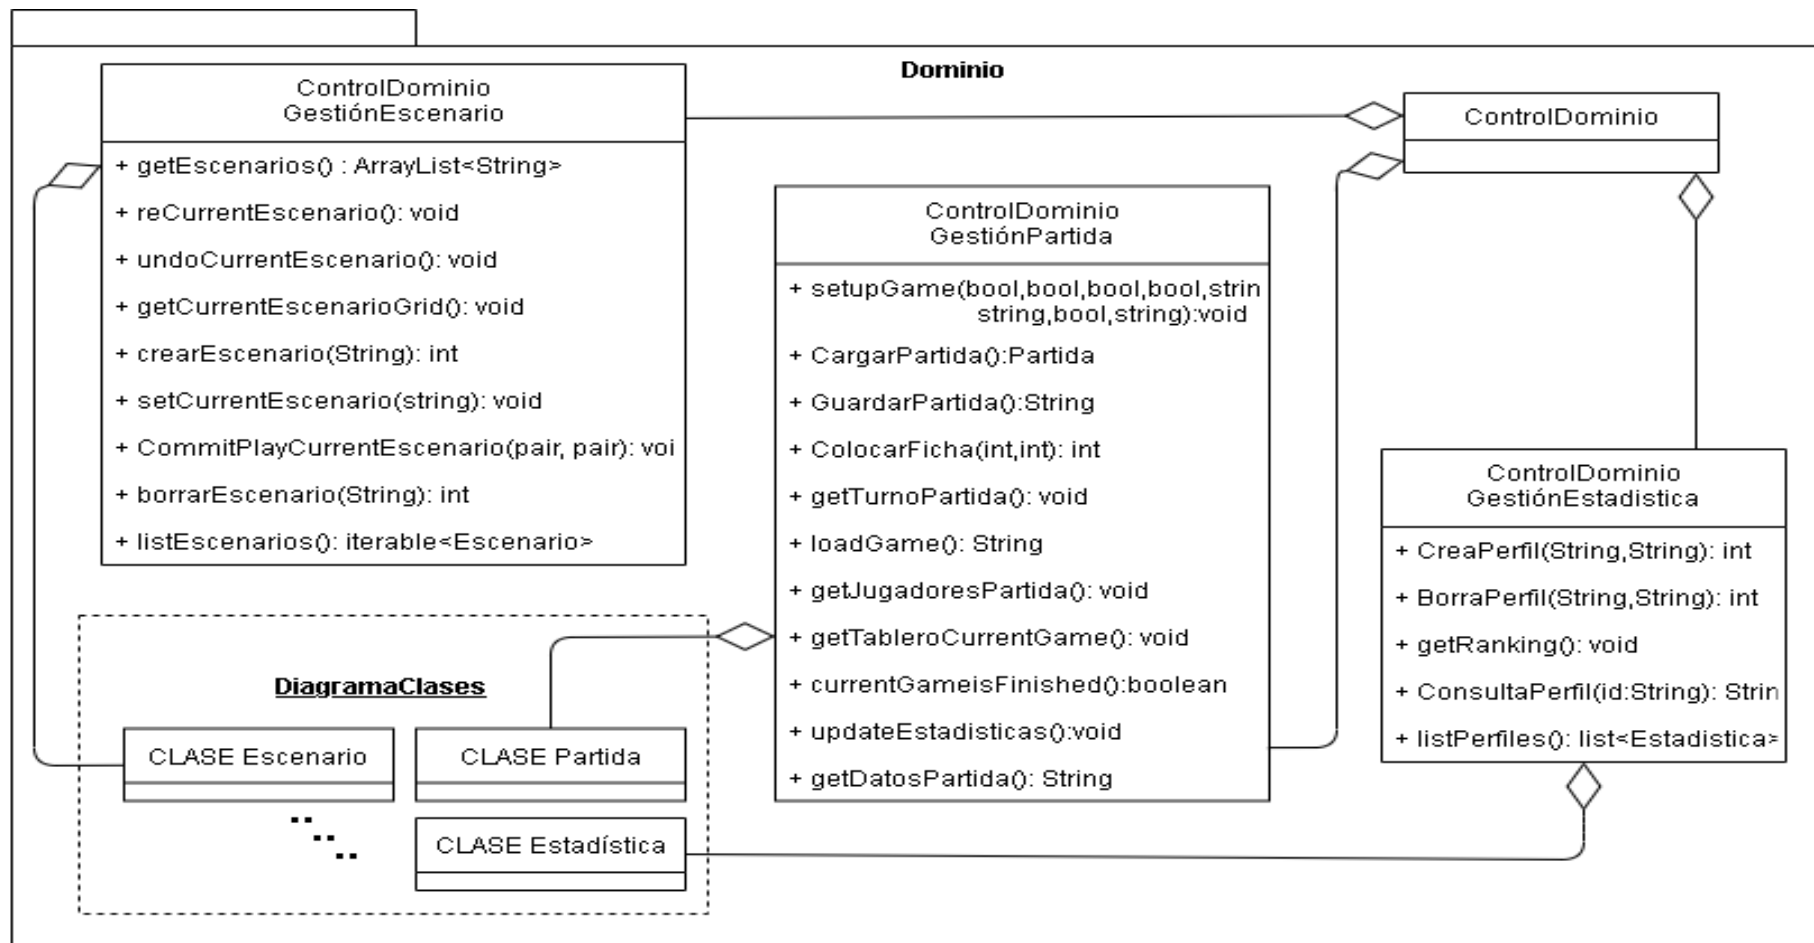 Dominio
ControlDominio
GestiónEscenario
+ getEscenarios() : ArrayList<String>
+ reCurrentEscenario(): void
+ undoCurrentEscenario(): void
+ getCurrentEscenarioGrid(): void
+ crearEscenario(String): int
+ setCurrentEscenario(string): void
+ CommitPlayCurrentEscenario(pair, pair): voi
+ borrarEscenario(String): int
+ listEscenarios(): iterable<Escenario>
ControlDominio
ControlDominio
GestiónPartida
+ setupGame(bool,bool,bool,bool,strin
string,bool,string):void
+ CargarPartida():Partida
+ GuardarPartida():String
+ ColocarFicha(int,int): int
+ getTurnoPartida(): void
+ loadGame(): String
+ getJugadoresPartida(): void
+ getTableroCurrentGame(): void
+ currentGameisFinished():boolean
+ updateEstadisticas():void
+ getDatosPartida(): String
ControlDominio
GestiónEstadistica
+ CreaPerfil(String,String): int
+ BorraPerfil(String,String): int
+ getRanking(): void
+ ConsultaPerfil(id:String): Strin
+ listPerfiles(): list<Estadistica>
DiagramaClases
CLASE Escenario
CLASE Partida
CLASE Estadística